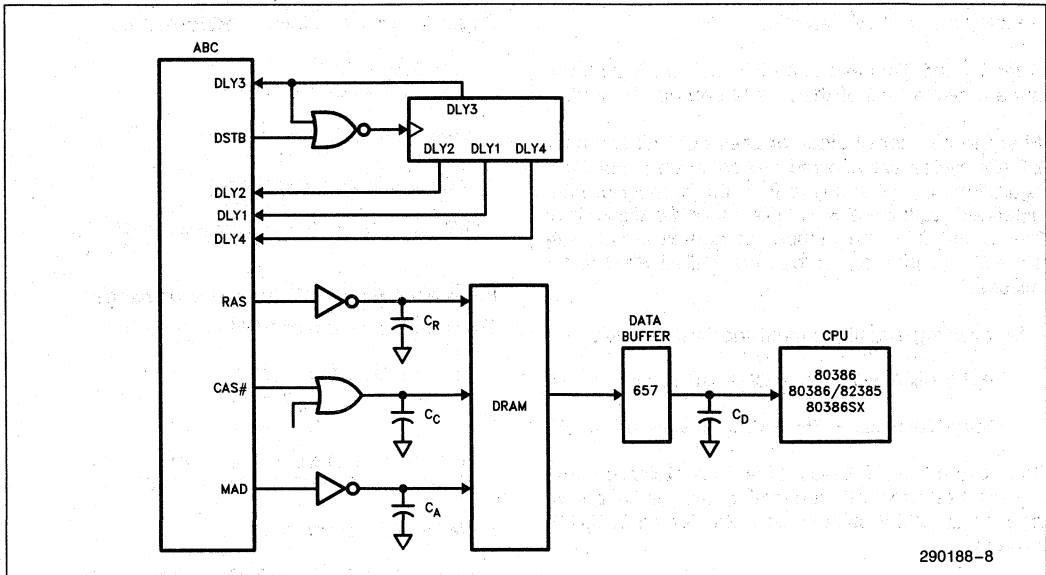 ABC
DLY3
DLY3
DSTB
DLY2 DLY1 DLY4
DLY2
DLY1
DLY4
RAS
CR
CAS#
CC
DRAM
MAD
CA
DATA
BUFFER
657
CD
CPU
80386
80386/82385
80386SX
290188-8